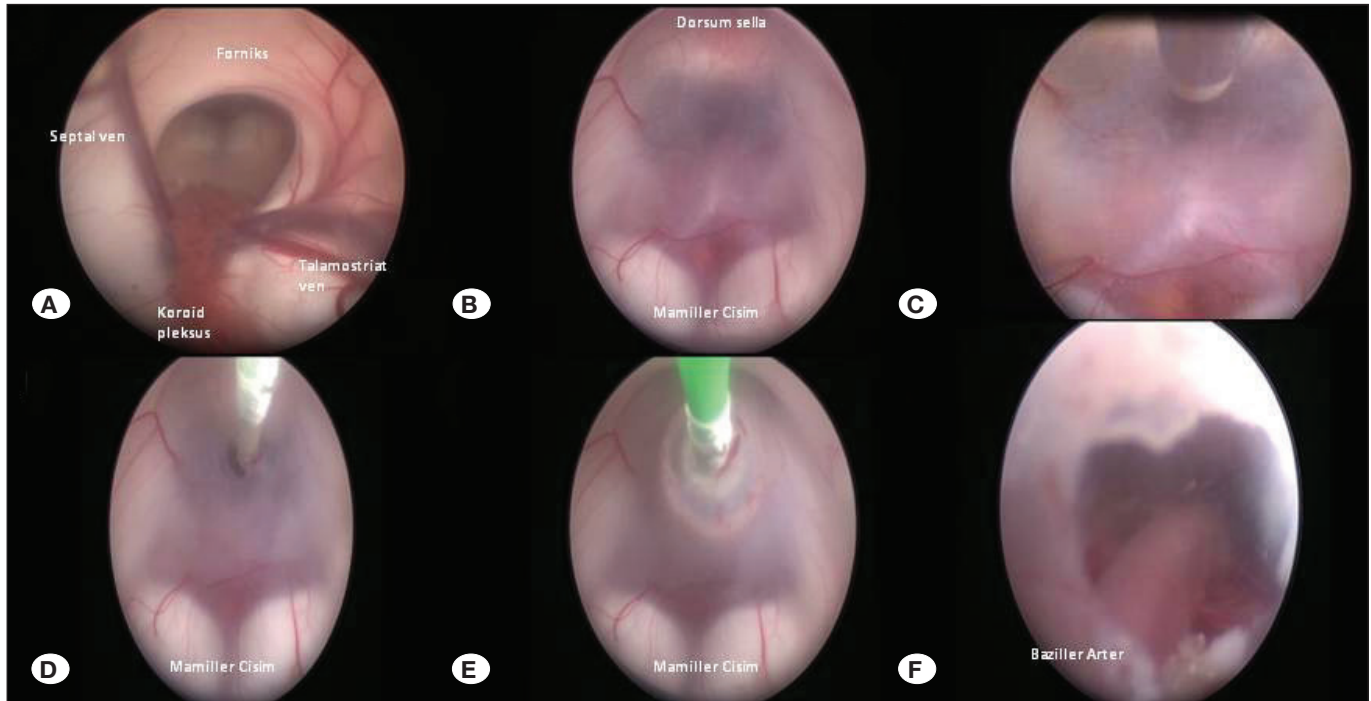 Forniks
Septal ven
Talamostriat
ven
Koroid
pleksus
A
Dorsum sella
Mamiller Cisim
B
C
Mamiller Cisim
D
Mamiller Cisim
E
Baziller Arter
F